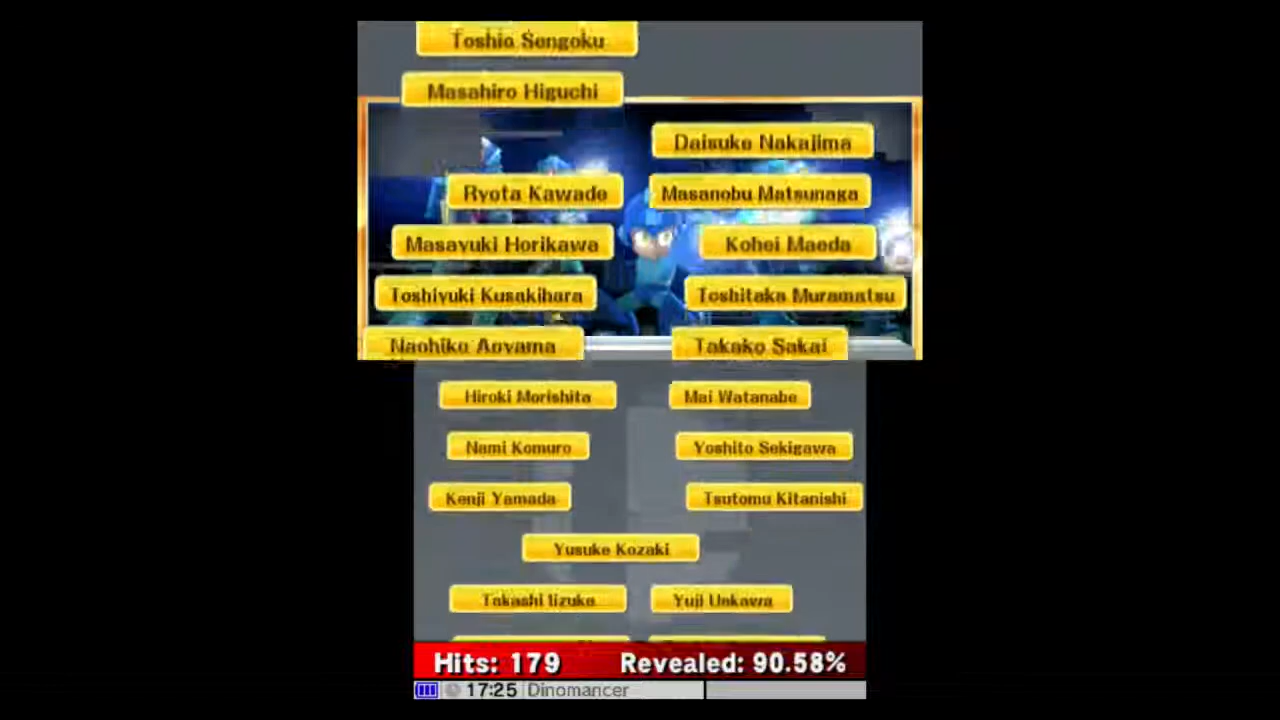 Toshio Sengoku
Masahiro Higuchi
Daisuke Nakajima
Ryota Kawade
Masanobu Matsunaga
Masayuki Horikawa
Kohei Maeda
Toshiyuki Kusakihara
Toshitaka Muramatsu
Naohiko Aoyama
Takako Sakai
Hiroki Morishita
Mai Watanabe
Nami Komuro
Yoshito Sekigawa
Kenji Yamada
Tsutomu Kitanishi
Yusuke Kozaki
Takashi Iizuka
Yuji Uekawa
Hits: 179 Revealed: 90.58%
17:25 Dinomancer